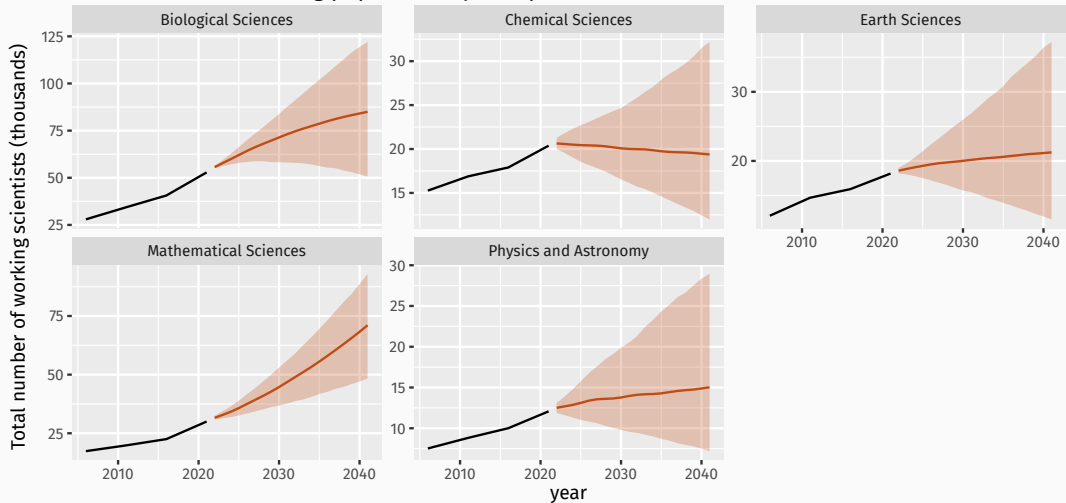 Biological Sciences
Chemical Sciences
Earth Sciences
Total number of working scientists (thousands)
125
100
75
50
25
30
25
20
15
30
20
2010 2020 2030 2040
Mathematical Sciences
Physics and Astronomy
75
50
25
30
25
20
15
10
2010 2020 2030 2040
2010 2020 2030 2040
year